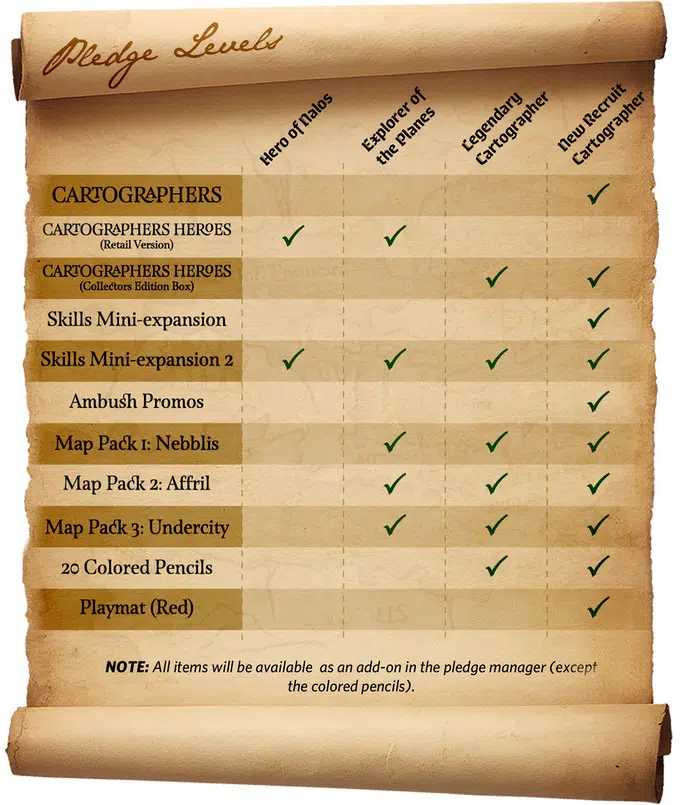 Pledge Levels
Hero of Nalos
Explorer of
the Planes
Legendary
Cartographer
New Recruit
Cartographer
CARTOGRAPHERS
✓
CARTOGRAPHERS HEROES
(Retail Version)
✓ ✓
CARTOGRAPHERS HEROES
(Collectors Edition Box)
✓ ✓
Skills Mini-expansion
✓
Skills Mini-expansion 2
✓ ✓ ✓ ✓
Ambush Promos
✓
Map Pack 1: Nebblis
✓ ✓ ✓
Map Pack 2: Affril
✓ ✓ ✓
Map Pack 3: Undercity
✓ ✓ ✓
20 Colored Pencils
✓ ✓
Playmat (Red)
✓
NOTE: All items will be available as an add-on in the pledge manager (except
the colored pencils).